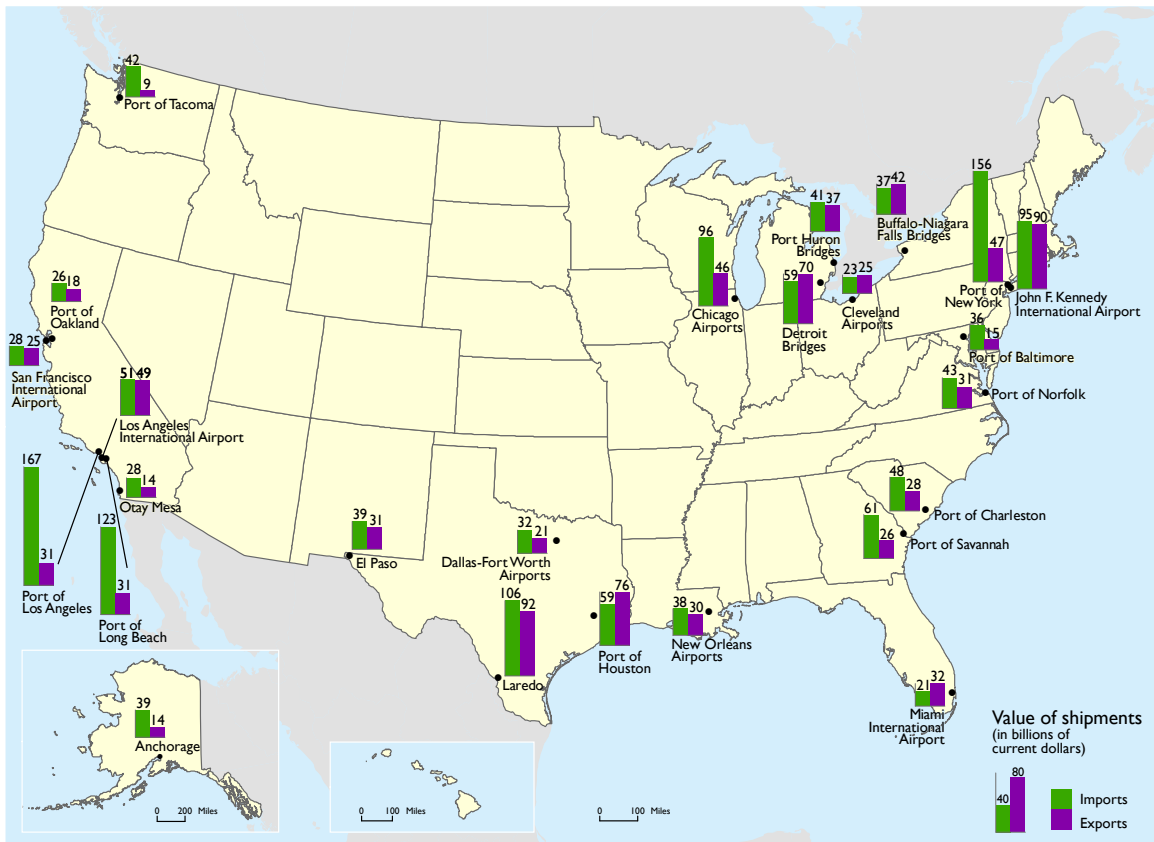 42
9
Port of Tacoma
156
37
42
41
37
Buffalo-Niagara
Falls Bridges
95
90
47
Port Huron
Bridges
96
46
Chicago
Airports
59
70
Detroit
Bridges
23
25
Cleveland
Airports
Port of
New York
John F. Kennedy
International Airport
26
18
Port of
Oakland
28
25
San Francisco
International
Airport
36
15
Port of Baltimore
43
31
Port of Norfolk
51
49
Los Angeles
International Airport
167
31
Port of
Los Angeles
28
14
Otay Mesa
123
31
Port of
Long Beach
39
31
El Paso
32
21
Dallas-Fort Worth
Airports
48
28
Port of Charleston
61
26
Port of Savannah
106
92
Laredo
59
76
Port of
Houston
38
30
New Orleans
Airports
21
32
Miami
International
Airport
39
14
Anchorage
0 200 Miles
0 100 Miles
0 100 Miles
Value of shipments
(in billions of
current dollars)
40
80
Imports
Exports